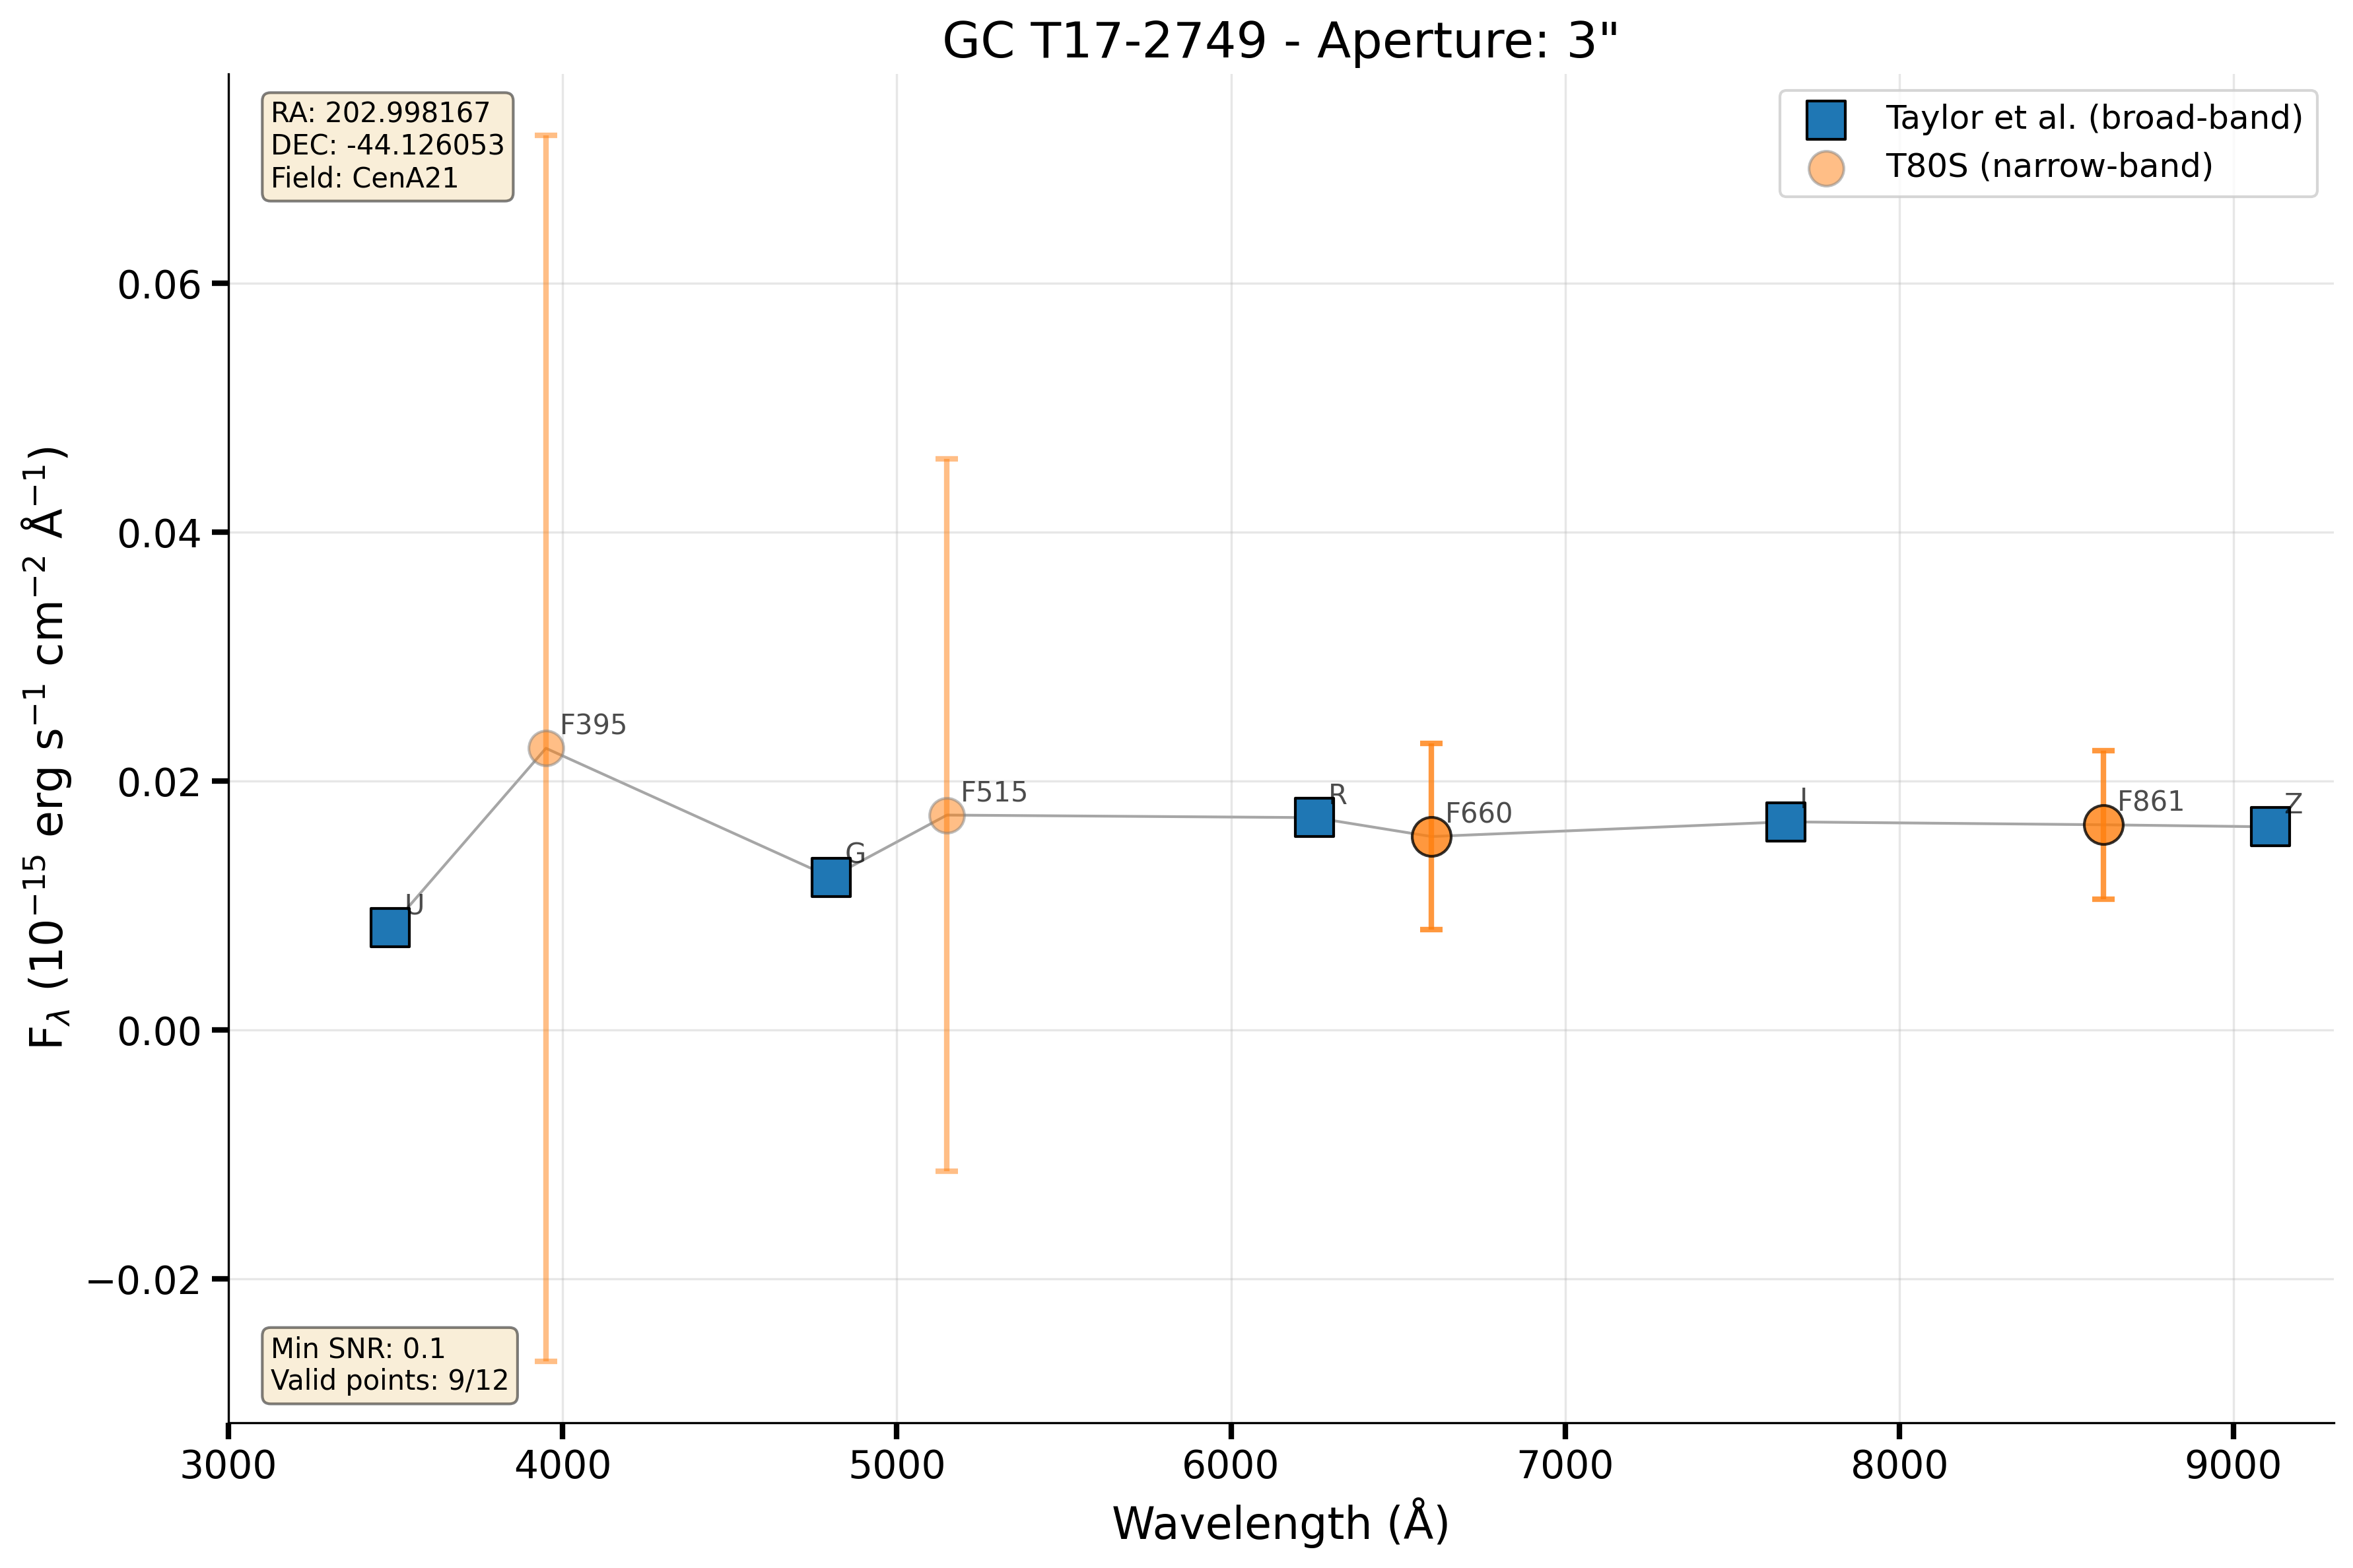 GC T17-2749 - Aperture: 3"
RA: 202.998167
DEC: -44.126053
Field: CenA21
Taylor et al. (broad-band)
T80S (narrow-band)
0.06
0.04
0.02
0.00
−0.02
F_λ (10⁻¹⁵ erg s⁻¹ cm⁻² Å⁻¹)
U
F395
G
F515
R
F660
I
F861
Z
Min SNR: 0.1
Valid points: 9/12
3000 4000 5000 6000 7000 8000 9000
Wavelength (Å)